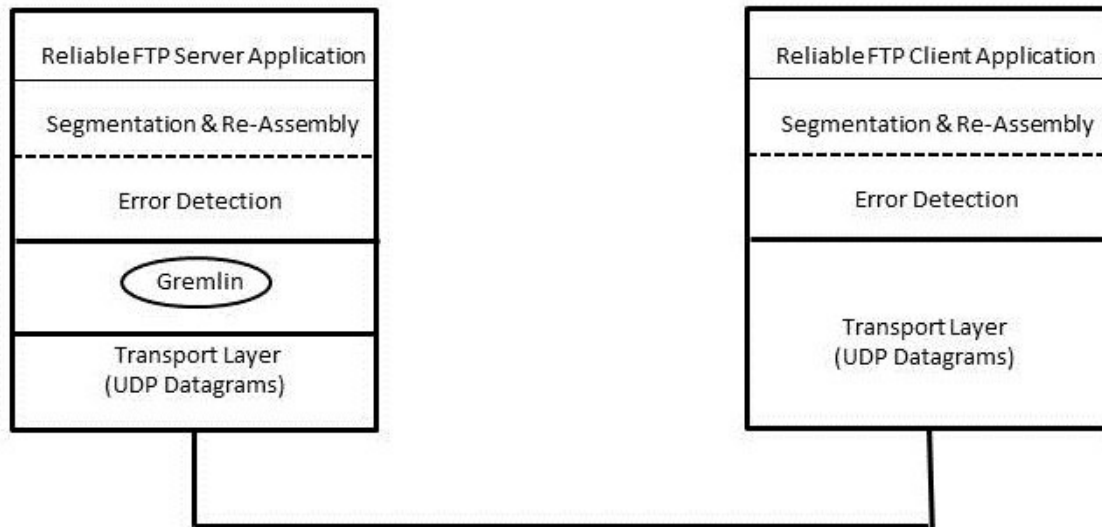 Reliable FTP Server Application
Segmentation & Re-Assembly
Error Detection
Gremlin
Transport Layer
(UDP Datagrams)
Reliable FTP Client Application
Segmentation & Re-Assembly
Error Detection
Transport Layer
(UDP Datagrams)